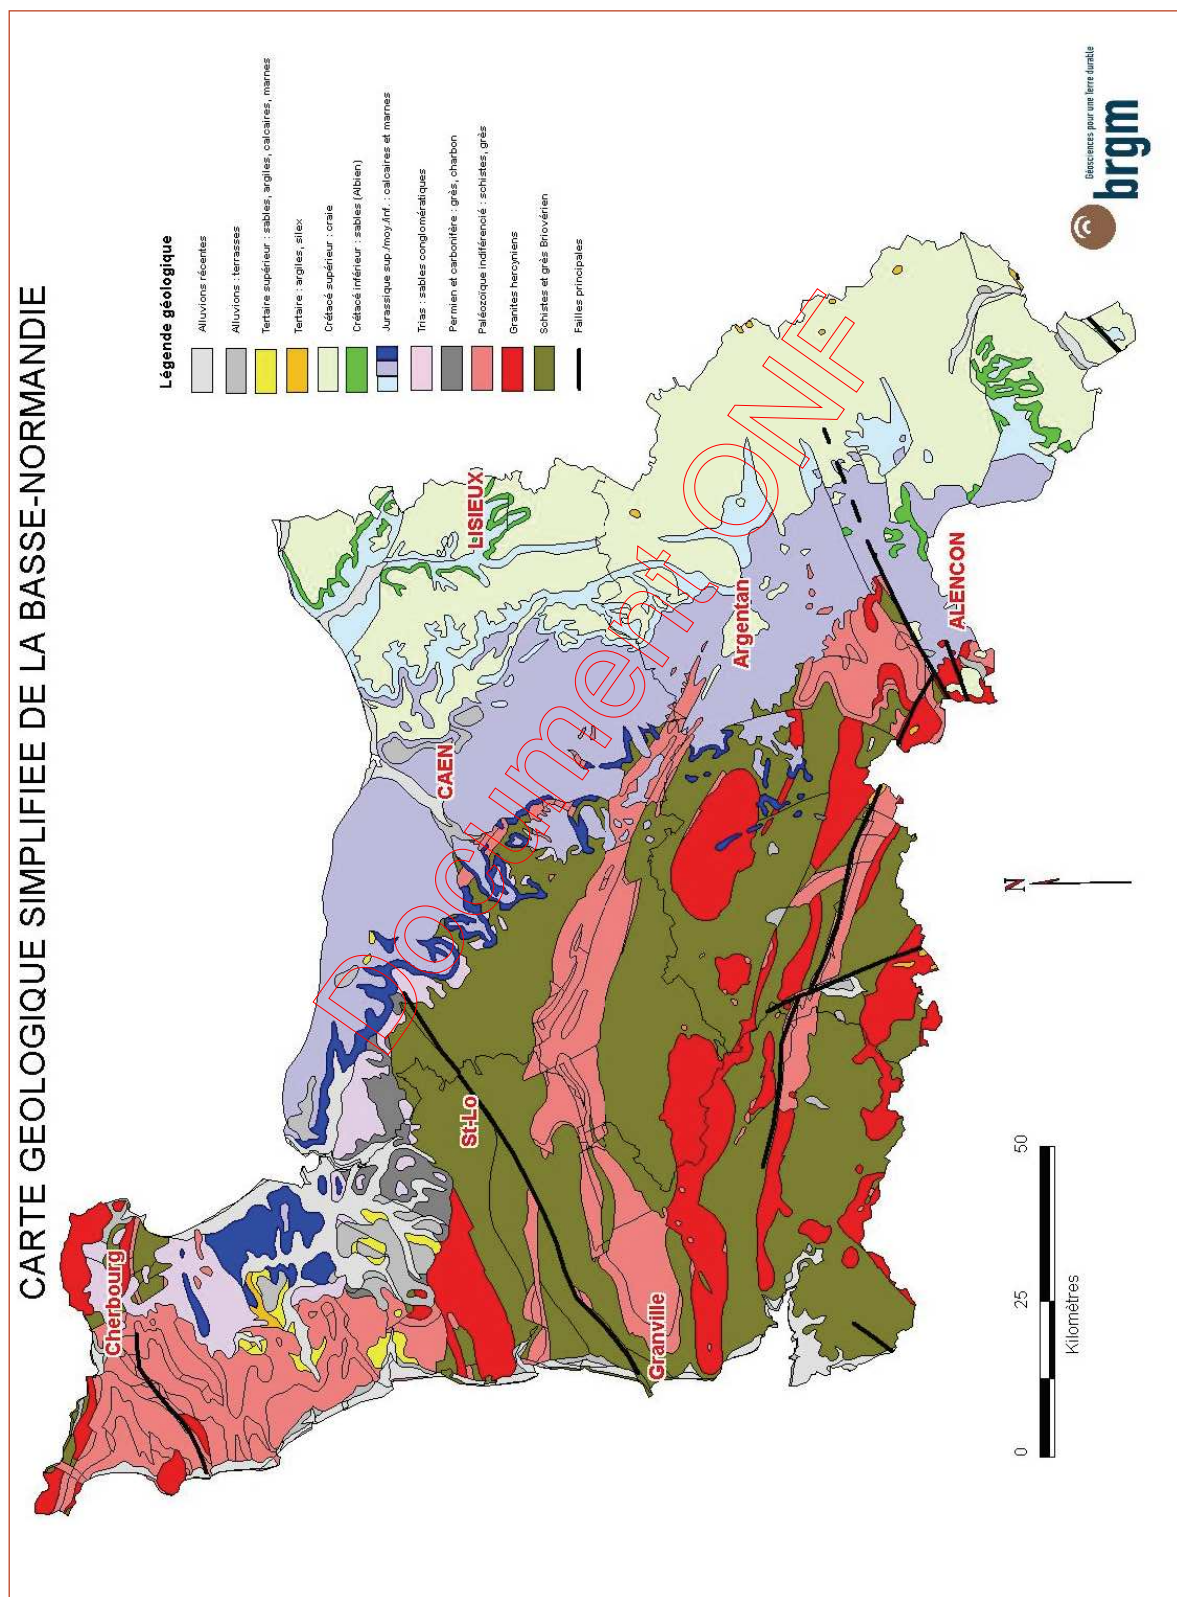 CARTE GEOLOGIQUE SIMPLIFIEE DE LA BASSE-NORMANDIE
Légende géologique
Alluvions récentes
Alluvions : terrasses
Tertaire supérieur : sables, argiles, calcaires, marnes
Tertaire : argiles, silex
Crétacé supérieur : craie
Crétacé inférieur : sables (Albien)
Jurassique sup./moy./inf. : calcaires et marnes
Trias : sables conglomératiques
Permien et carbonifère : grès, charbon
Paléozoïque indifférencié : schistes, grès
Granites hercyniens
Schistes et grès Briovérien
Failles principales
Cherbourg
LISIEUX
CAEN
St-Lo
Granville
Argentan
ALENCON
Document ONF
N
0 25 50
Kilomètres
Géosciences pour une Terre durable
brgm